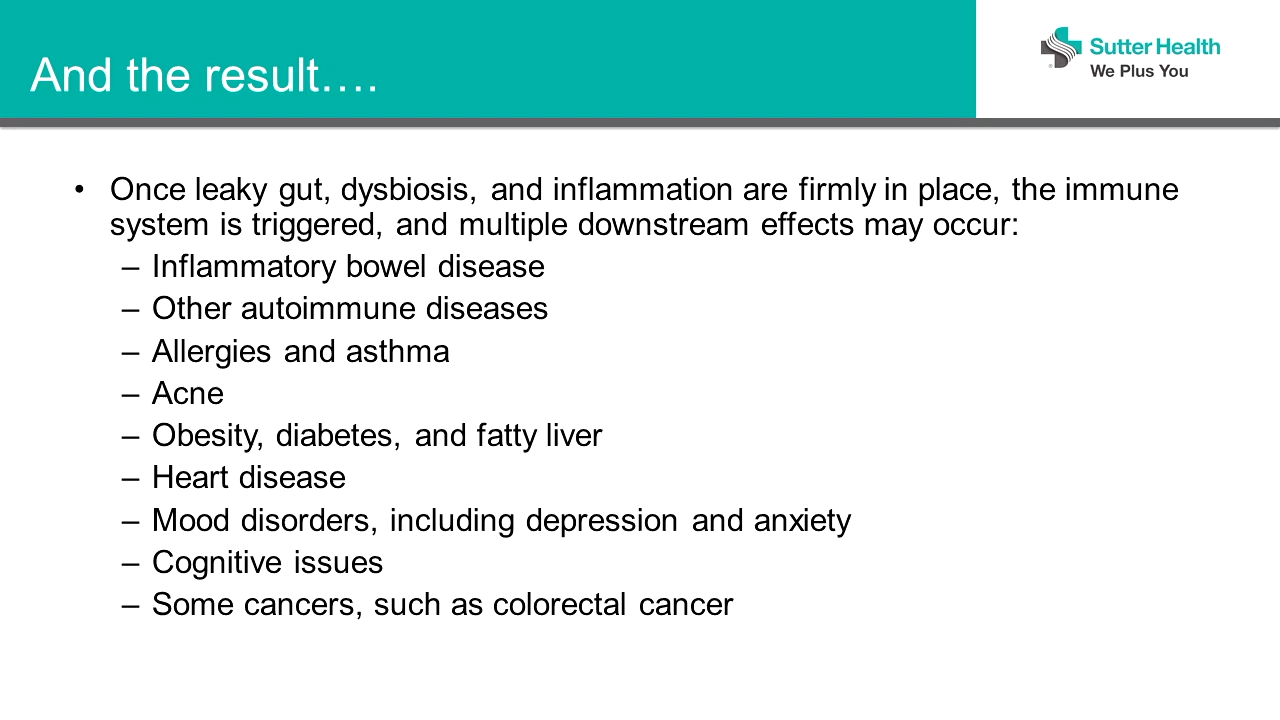 And the result….
Sutter Health
We Plus You
• Once leaky gut, dysbiosis, and inflammation are firmly in place, the immune
system is triggered, and multiple downstream effects may occur:
– Inflammatory bowel disease
– Other autoimmune diseases
– Allergies and asthma
– Acne
– Obesity, diabetes, and fatty liver
– Heart disease
– Mood disorders, including depression and anxiety
– Cognitive issues
– Some cancers, such as colorectal cancer